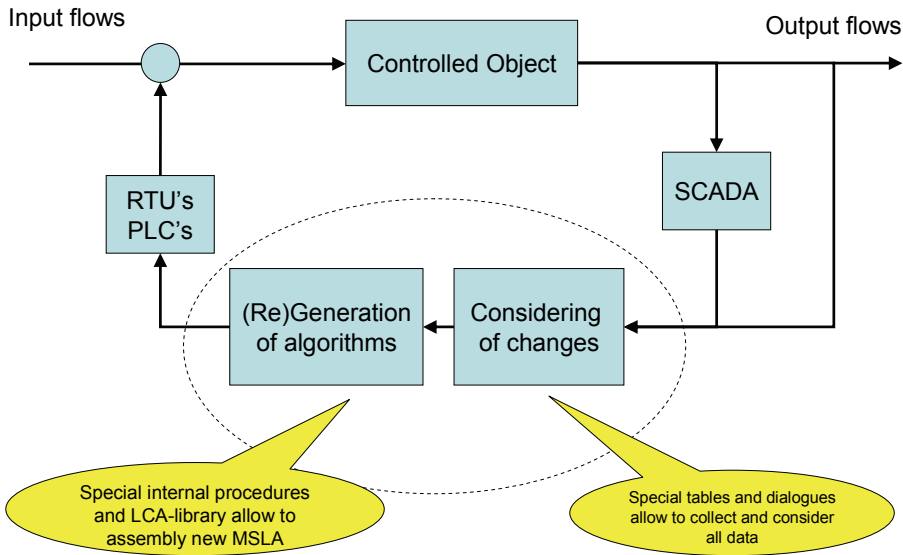 Input flows
Output flows
Controlled Object
SCADA
RTU's
PLC's
(Re)Generation
of algorithms
Considering
of changes
Special internal procedures
and LCA-library allow to
assembly new MSLA
Special tables and dialogues
allow to collect and consider
all data